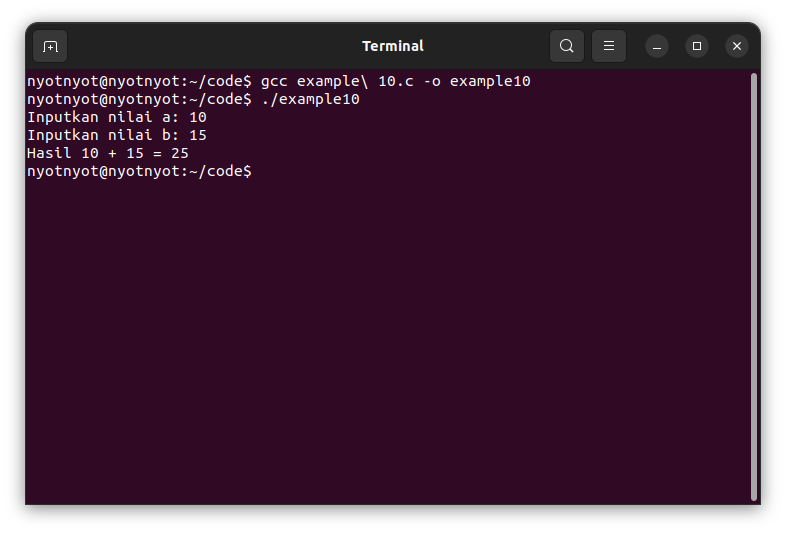 Terminal
nyotnyot@nyotnyot:~/code$ gcc example\ 10.c -o example10
nyotnyot@nyotnyot:~/code$ ./example10
Inputkan nilai a: 10
Inputkan nilai b: 15
Hasil 10 + 15 = 25
nyotnyot@nyotnyot:~/code$